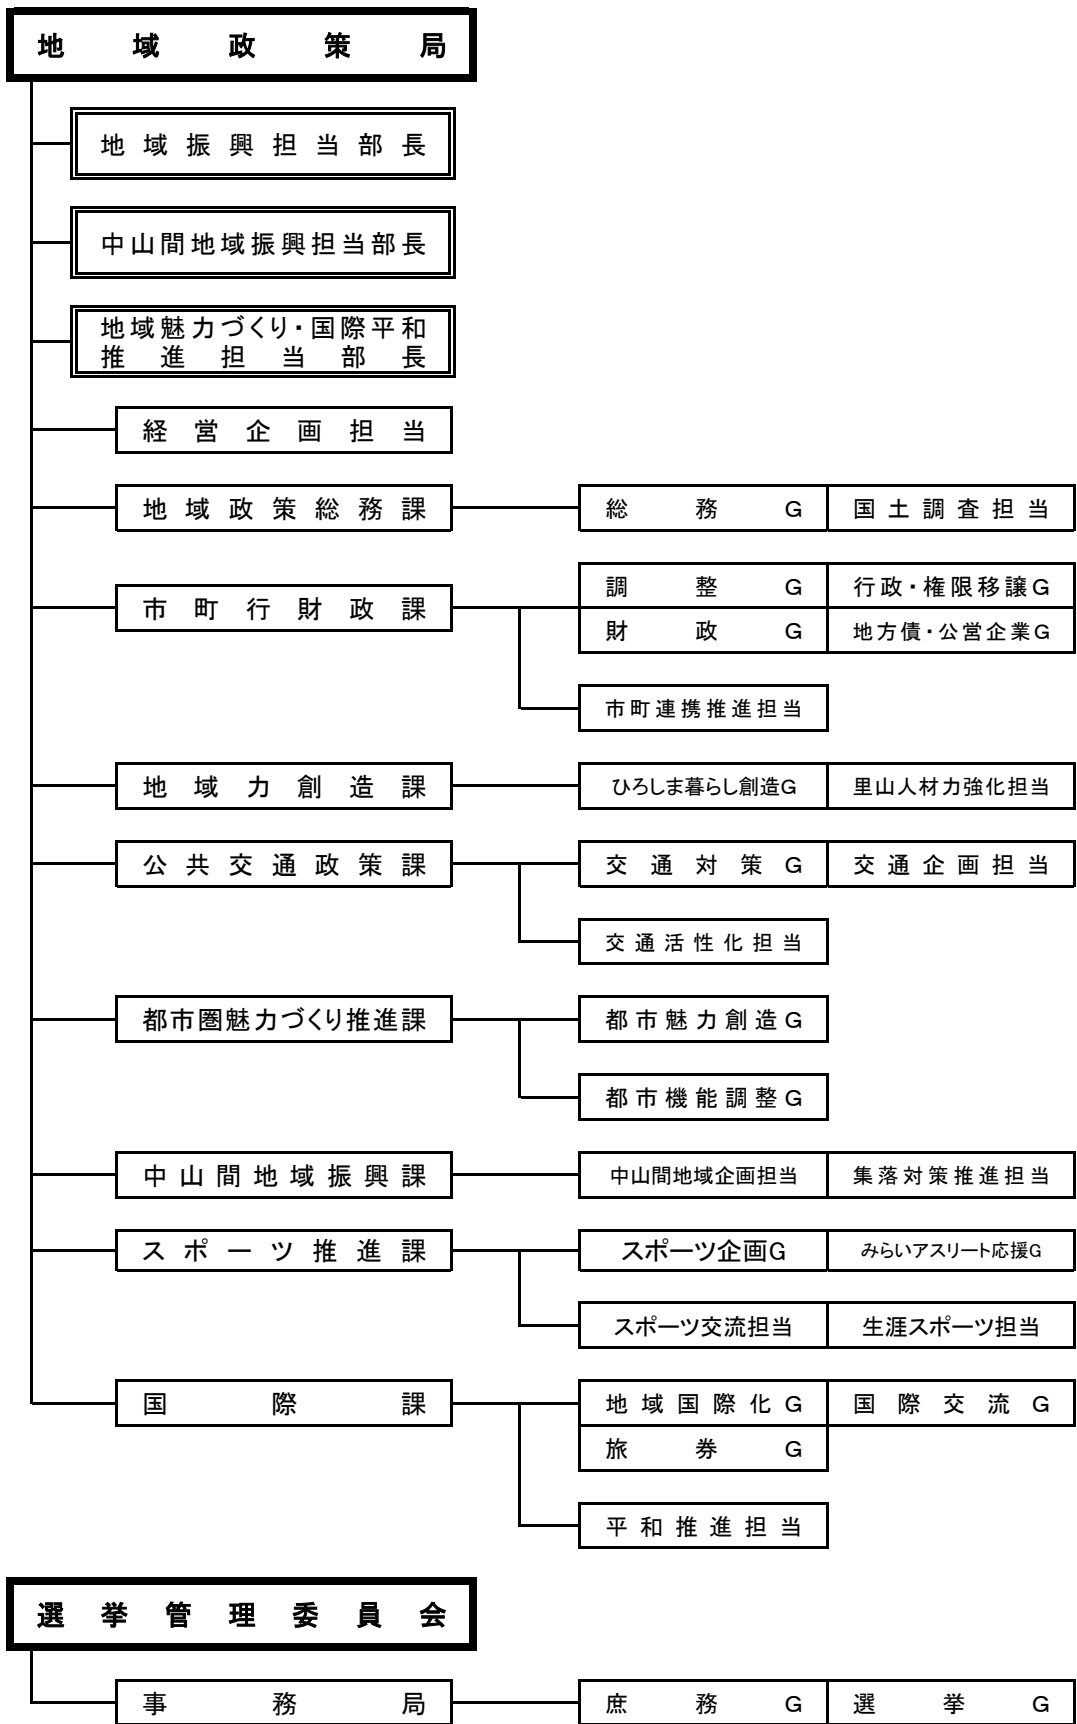 地域政策局
地域振興担当部長
中山間地域振興担当部長
地域魅力づくり・国際平和
推進担当部長
経営企画担当
地域政策総務課 総務G 国土調査担当
市町行財政課 調整G 行政・権限移譲G
財政G 地方債・公営企業G
市町連携推進担当
地域力創造課 ひろしま暮らし創造G 里山人材力強化担当
公共交通政策課 交通対策G 交通企画担当
交通活性化担当
都市圏魅力づくり推進課 都市魅力創造G
都市機能調整G
中山間地域振興課 中山間地域企画担当 集落対策推進担当
スポーツ推進課 スポーツ企画G みらいアスリート応援G
スポーツ交流担当 生涯スポーツ担当
国際課 地域国際化G 国際交流G
旅券G
平和推進担当
選挙管理委員会
事務局 庶務G 選挙G